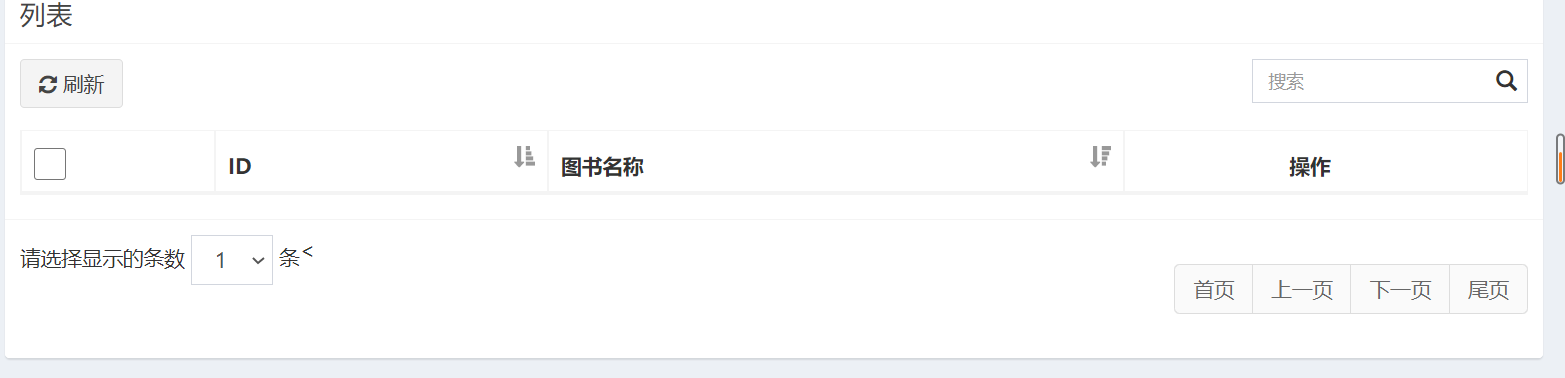 列表
刷新
搜索
ID 图书名称 操作
请选择显示的条数 1 条<
首页 上一页 下一页 尾页